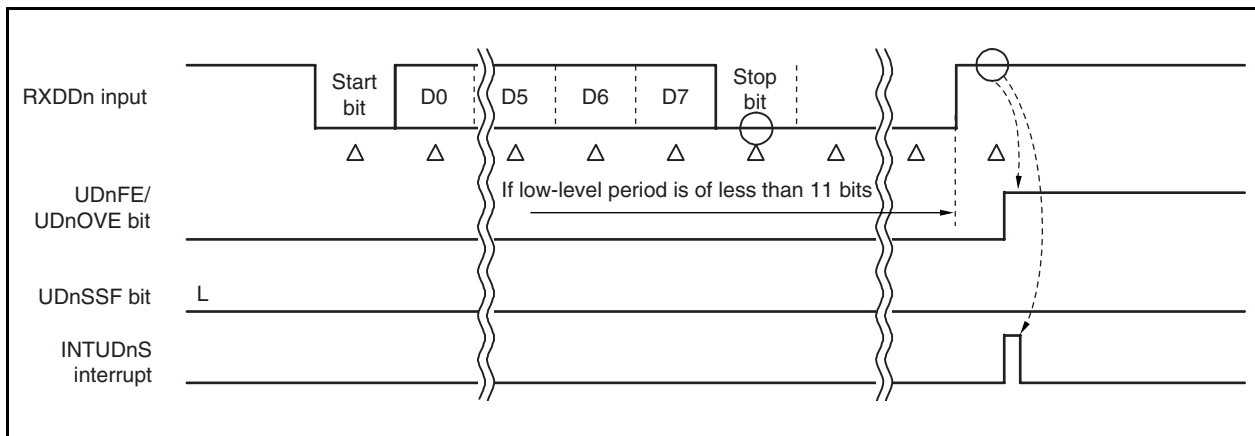 RXDDn input
Start
bit
D0
D5
D6
D7
Stop
bit
UDnFE/
UDnOVE bit
If low-level period is of less than 11 bits
UDnSSF bit
L
INTUDnS
interrupt